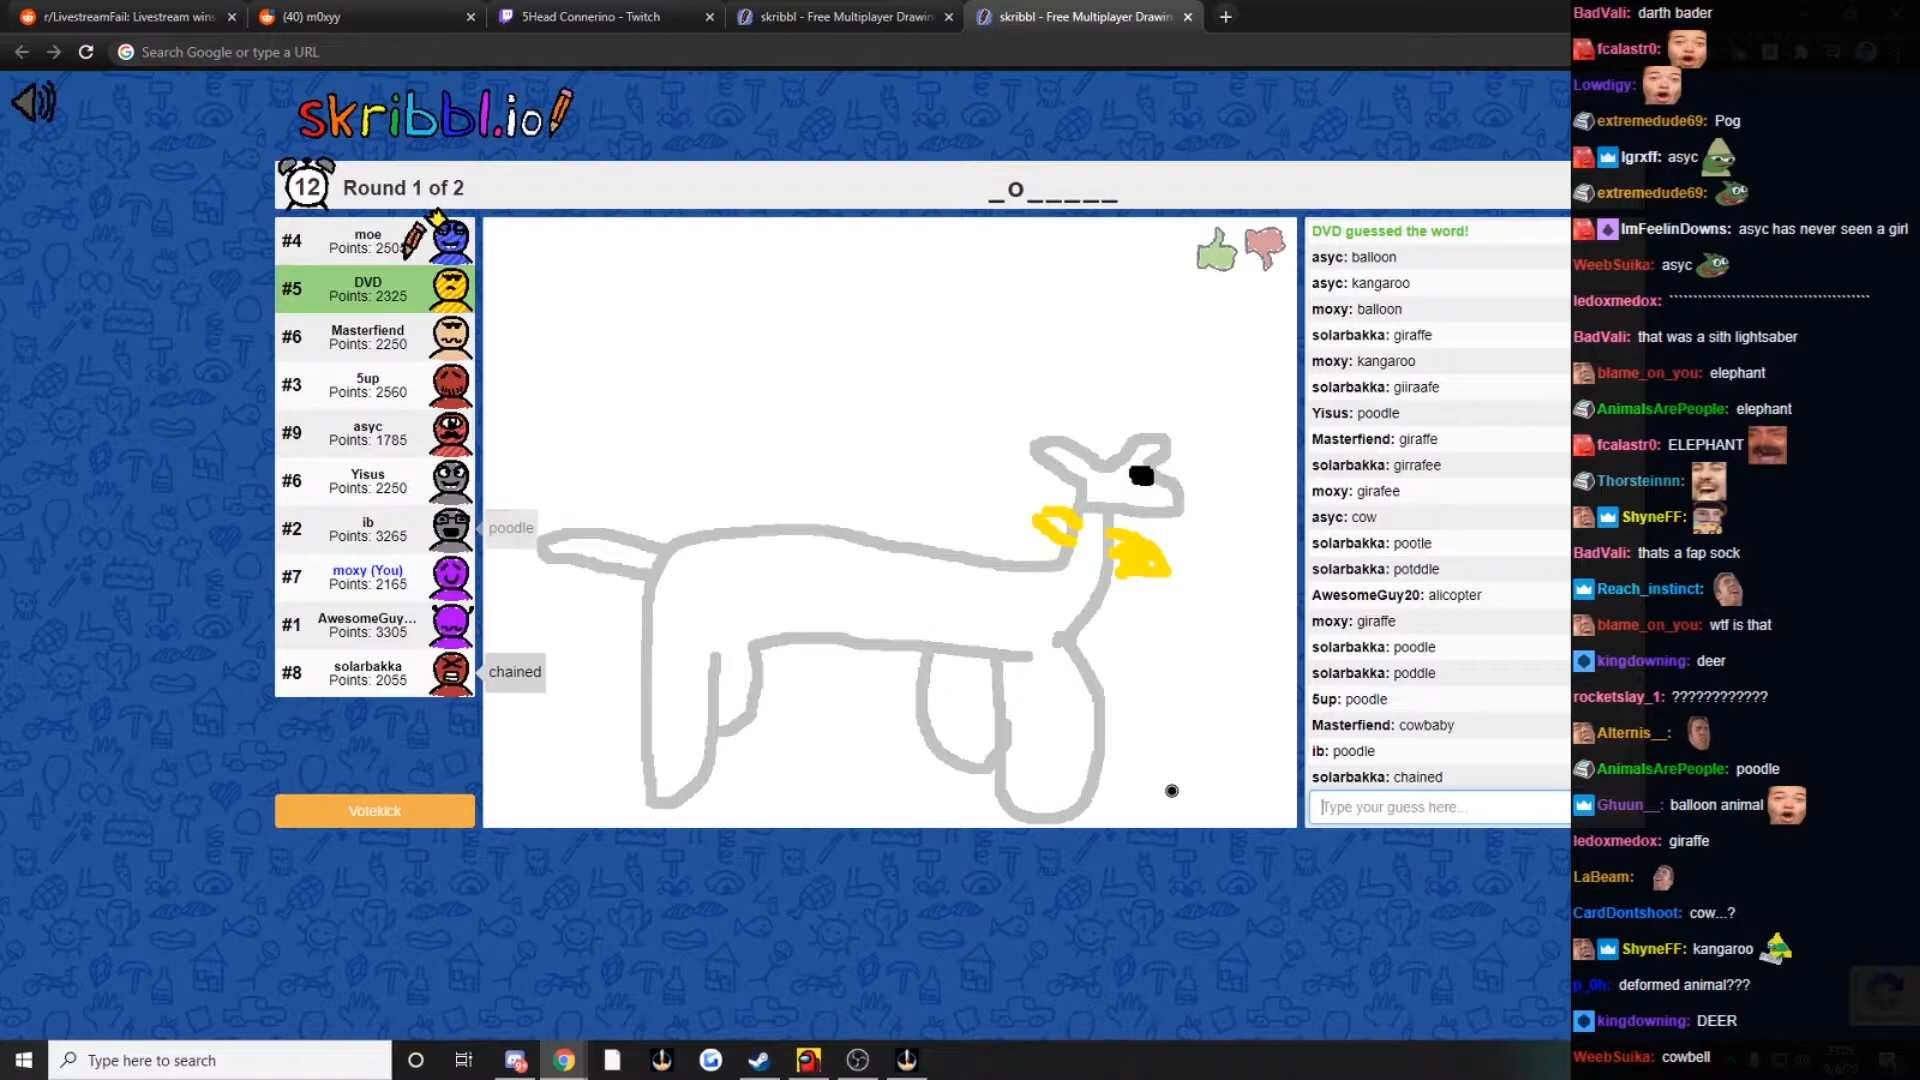 r/LivestreamFail: Livestream wins
(40) m0xyy
5Head Connerino - Twitch
skribbl - Free Multiplayer Drawin
skribbl - Free Multiplayer Drawin
Search Google or type a URL
skribbl.io
12
Round 1 of 2
_o_____
#4 moe
Points: 2505
#5 DVD
Points: 2325
#6 Masterfiend
Points: 2250
#3 5up
Points: 2560
#9 asyc
Points: 1785
#6 Yisus
Points: 2250
#2 ib
Points: 3265
poodle
#7 moxy (You)
Points: 2165
#1 AwesomeGuy...
Points: 3305
#8 solarbakka
Points: 2055
chained
Votekick
DVD guessed the word!
asyc: balloon
asyc: kangaroo
moxy: balloon
solarbakka: giraffe
moxy: kangaroo
solarbakka: giiraafe
Yisus: poodle
Masterfiend: giraffe
solarbakka: girrafee
moxy: girafee
asyc: cow
solarbakka: pootle
solarbakka: potddle
AwesomeGuy20: alicopter
moxy: giraffe
solarbakka: poodle
solarbakka: poddle
5up: poodle
Masterfiend: cowbaby
ib: poodle
solarbakka: chained
Type your guess here...
BadVali: darth bader
fcalastr0:
Lowdigy:
extremedude69: Pog
lgrxff: asyc
extremedude69:
ImFeelinDowns: asyc has never seen a girl
WeebSuika: asyc
ledoxmedox:
BadVali: that was a sith lightsaber
blame_on_you: elephant
AnimalsArePeople: elephant
fcalastr0: ELEPHANT
Thorsteinnn:
ShyneFF:
BadVali: thats a fap sock
Reach_instinct:
blame_on_you: wtf is that
kingdowning: deer
rocketslay_1: ????????????
Alternis__:
AnimalsArePeople: poodle
Ghuun__: balloon animal
ledoxmedox: giraffe
LaBeam:
CardDontshoot: cow...?
ShyneFF: kangaroo
p_0h: deformed animal???
kingdowning: DEER
WeebSuika: cowbell
Type here to search